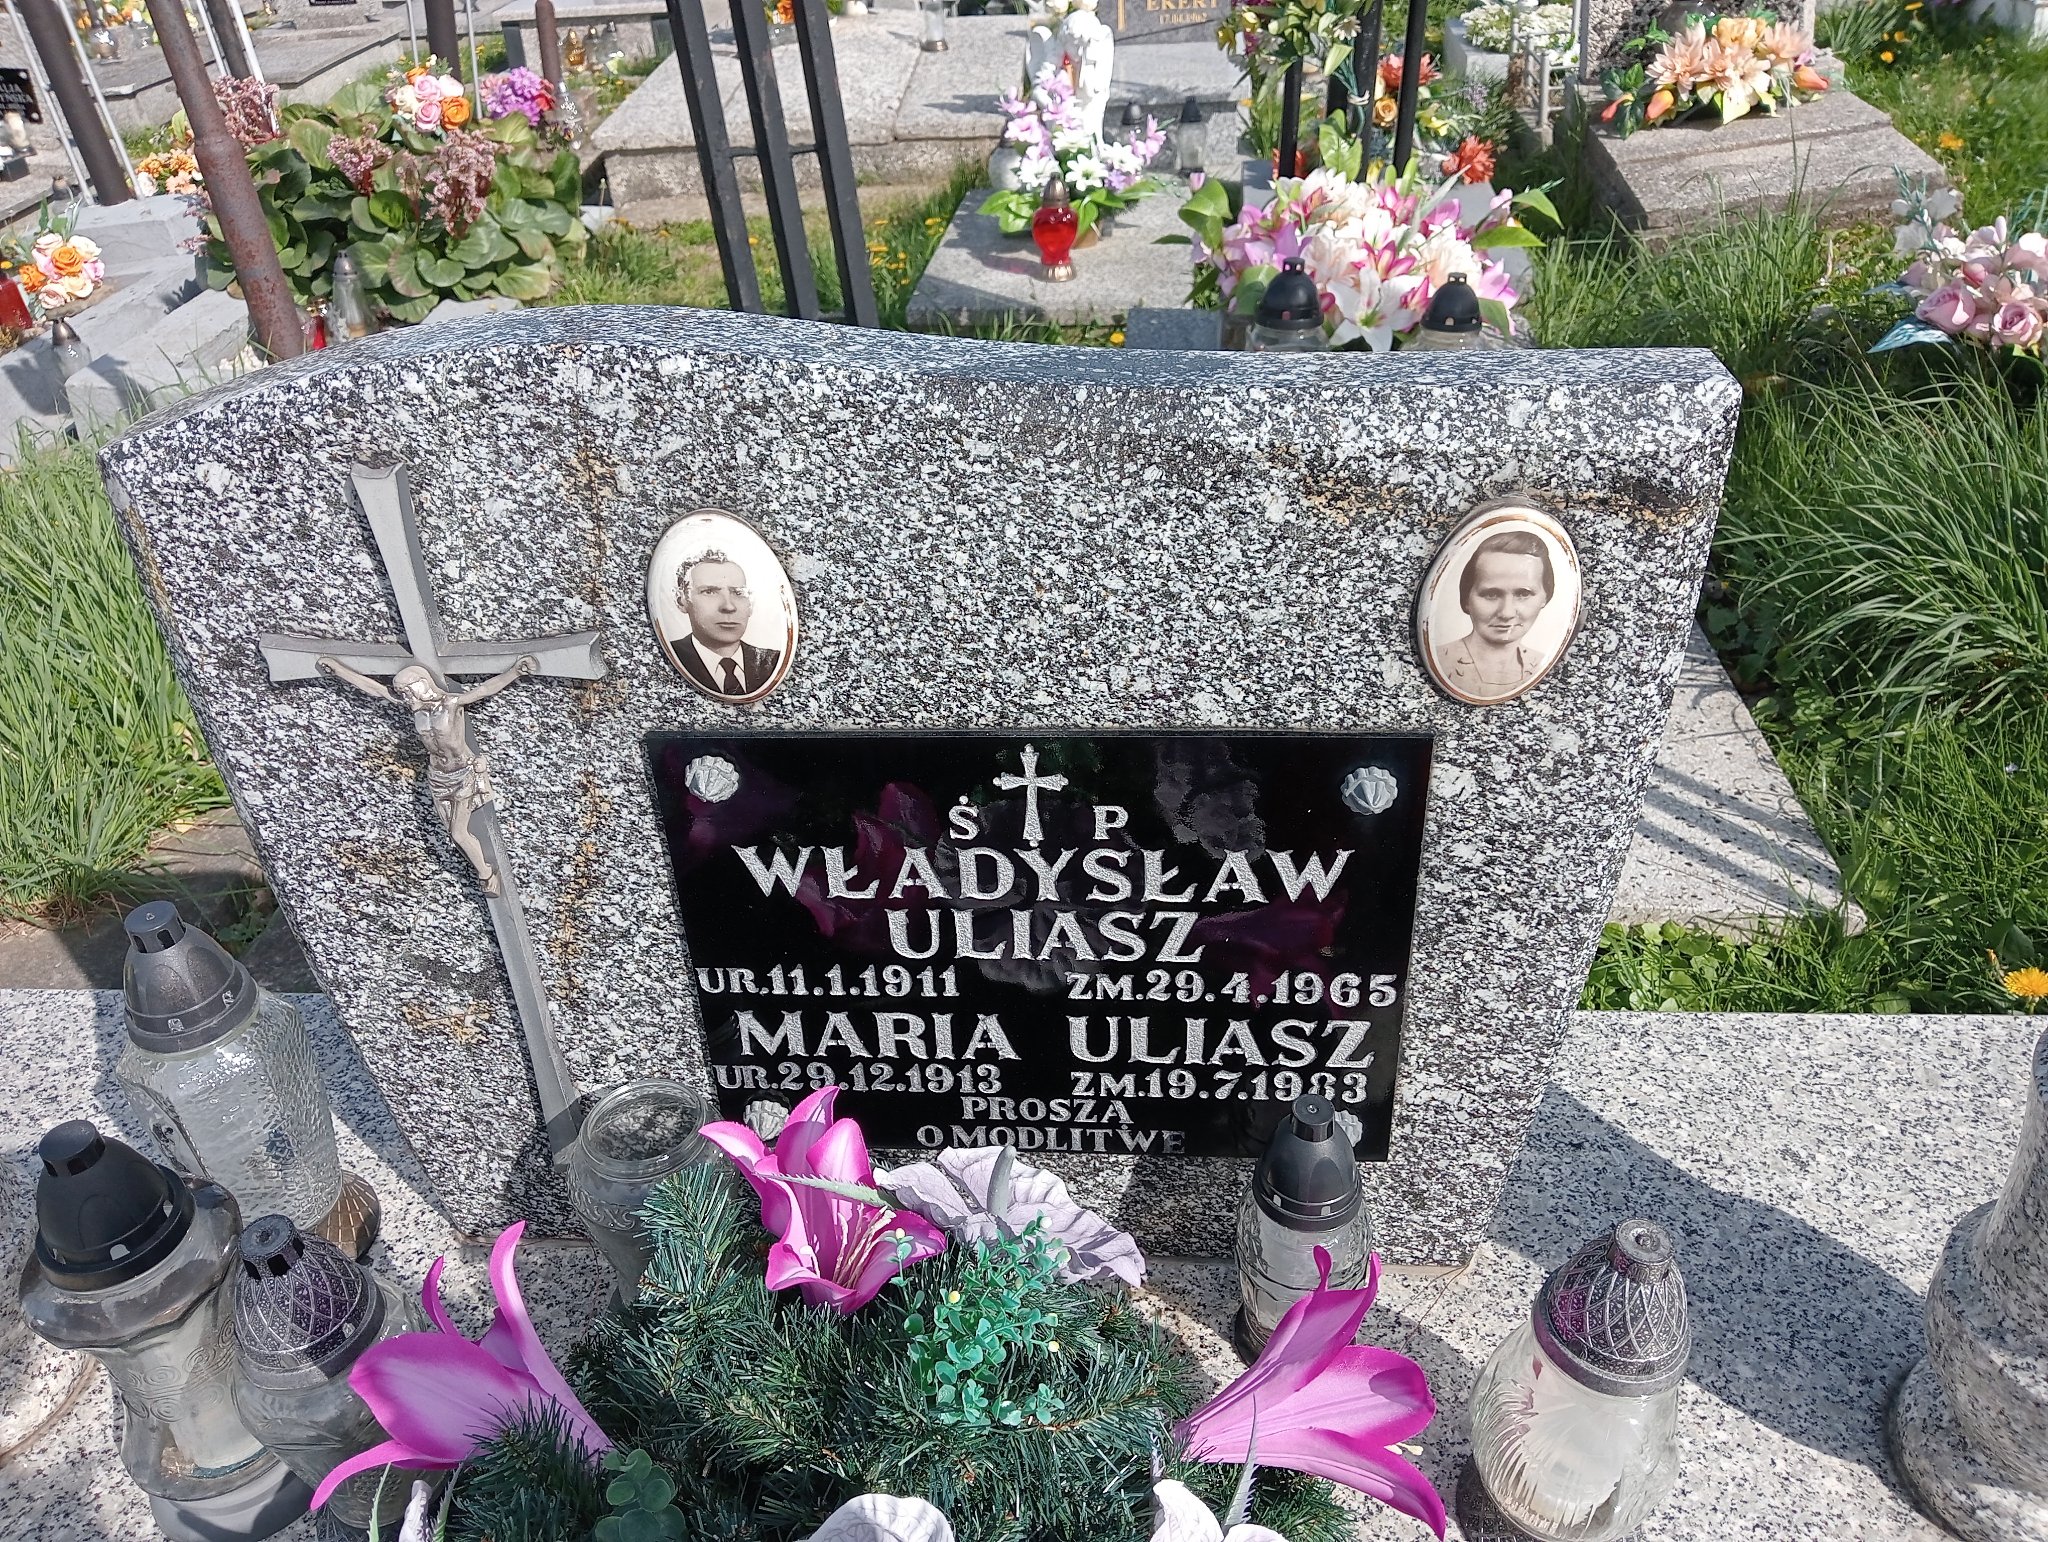 EKERT
Ś P
WŁADYSŁAW
ULIASZ
UR.11.1.1911 ZM.29.4.1965
MARIA ULIASZ
UR.29.12.1913 ZM.19.7.1983
PROSZĄ
O MODLITWĘ